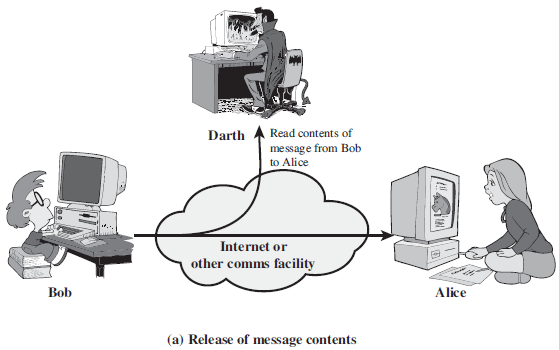 Darth
Read contents of
message from Bob
to Alice
Internet or
other comms facility
Bob
Alice
(a) Release of message contents